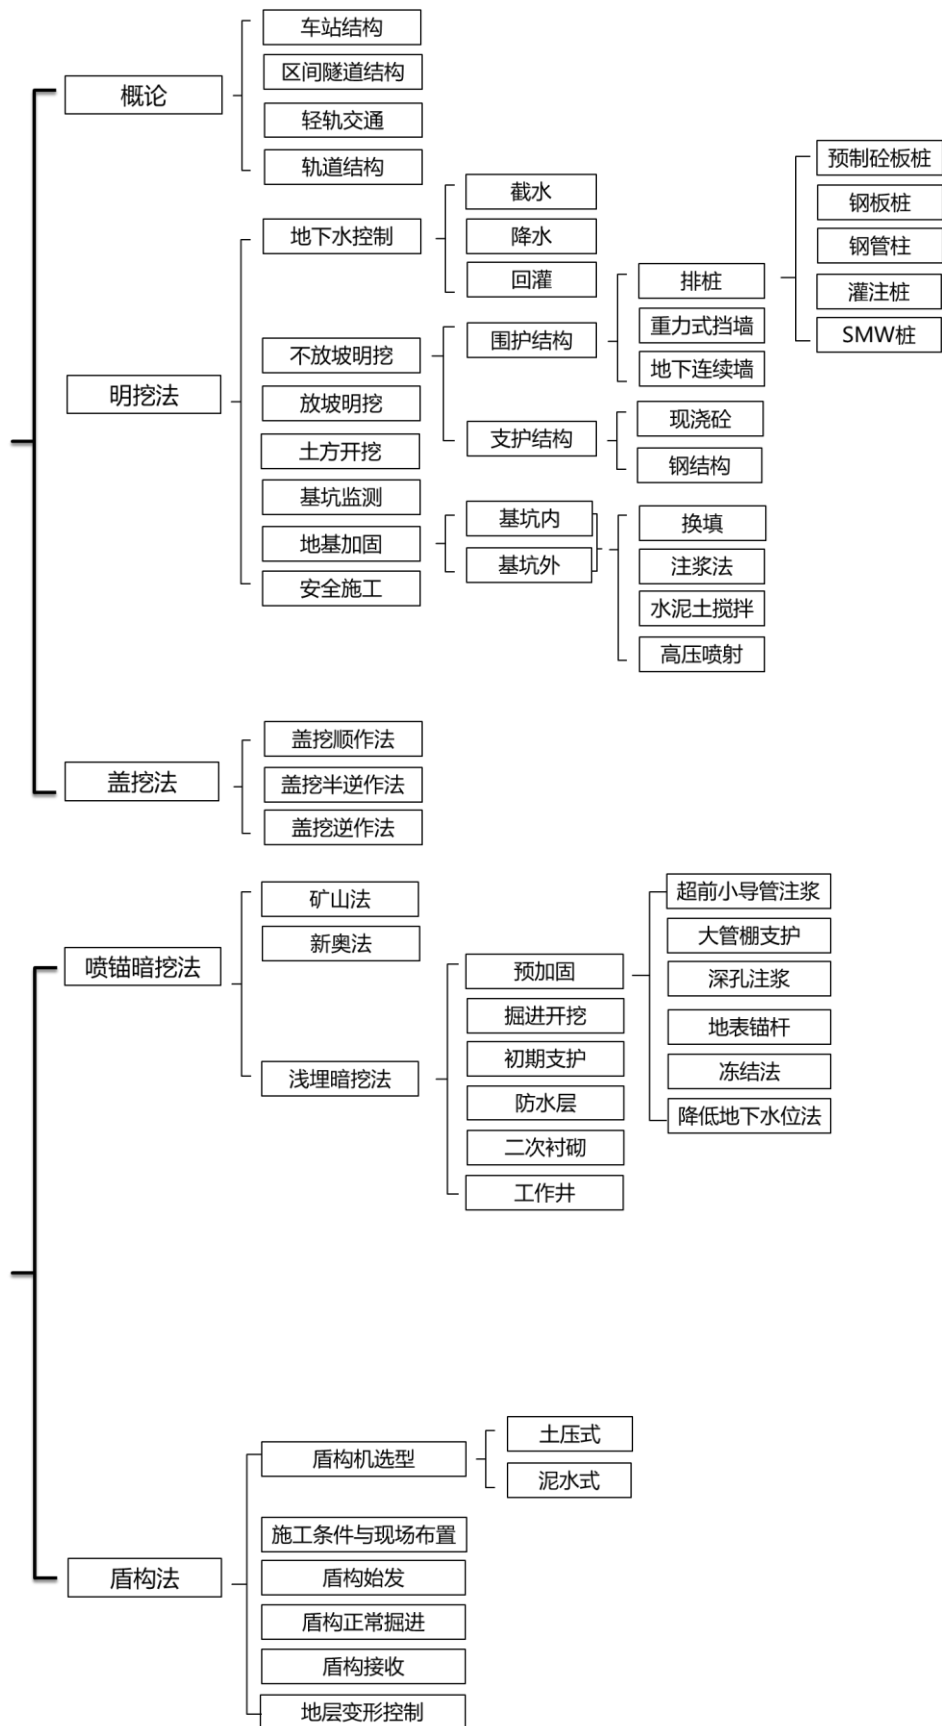 概论
车站结构
区间隧道结构
轻轨交通
轨道结构
明挖法
地下水控制
截水
降水
回灌
不放坡明挖
围护结构
排桩
预制砼板桩
钢板桩
钢管柱
灌注桩
SMW桩
重力式挡墙
地下连续墙
支护结构
现浇砼
钢结构
放坡明挖
土方开挖
基坑监测
地基加固
基坑内
基坑外
换填
注浆法
水泥土搅拌
高压喷射
安全施工
盖挖法
盖挖顺作法
盖挖半逆作法
盖挖逆作法
喷锚暗挖法
矿山法
新奥法
浅埋暗挖法
预加固
超前小导管注浆
大管棚支护
深孔注浆
地表锚杆
冻结法
降低地下水位法
掘进开挖
初期支护
防水层
二次衬砌
工作井
盾构法
盾构机选型
土压式
泥水式
施工条件与现场布置
盾构始发
盾构正常掘进
盾构接收
地层变形控制